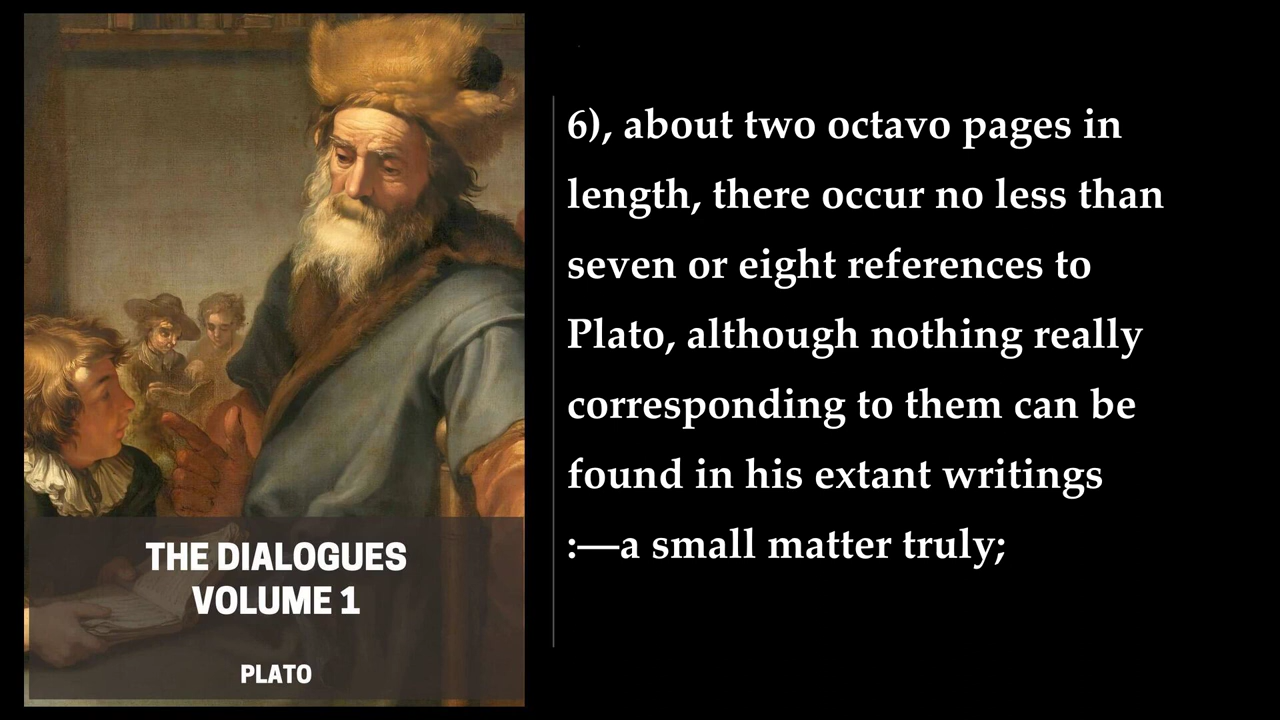 THE DIALOGUES
VOLUME 1
PLATO
6), about two octavo pages in
length, there occur no less than
seven or eight references to
Plato, although nothing really
corresponding to them can be
found in his extant writings
:—a small matter truly;